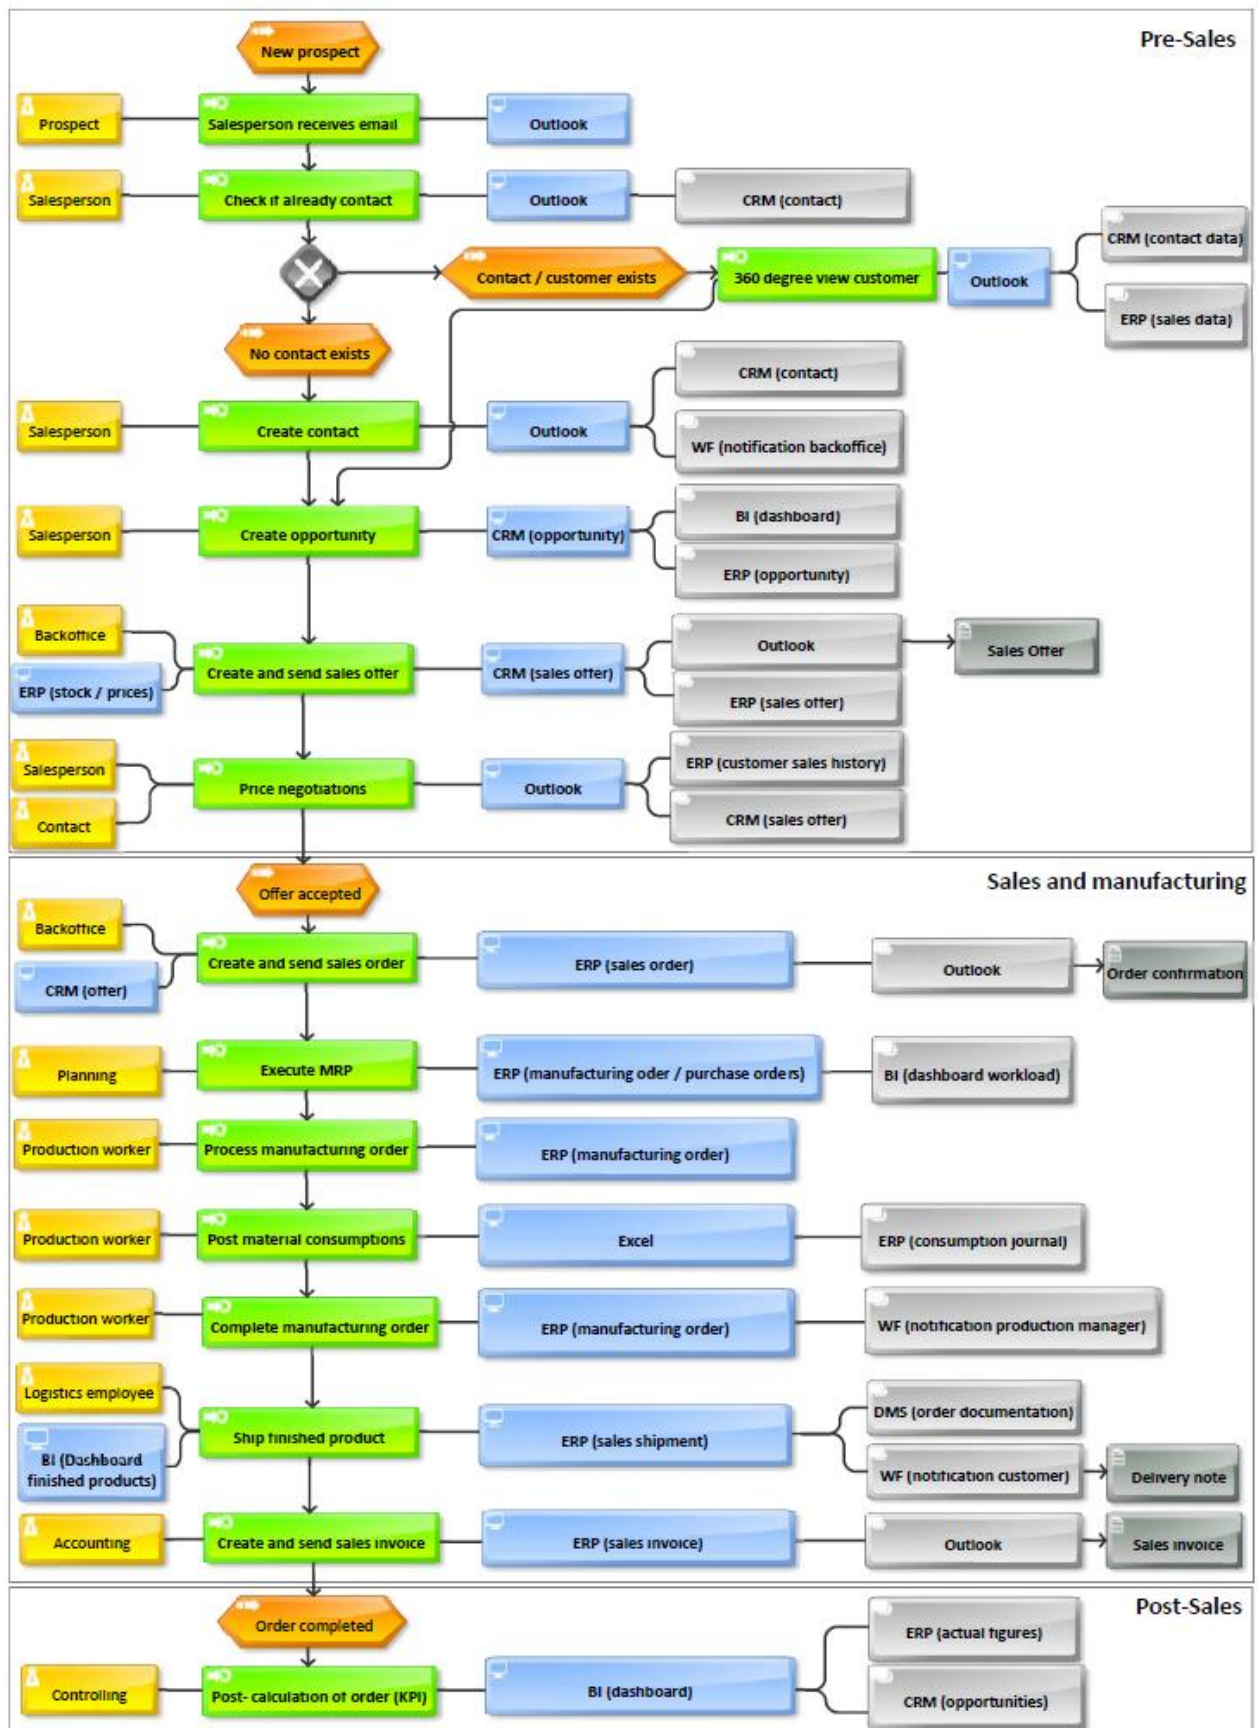 Pre-Sales
New prospect
Prospect
Salesperson receives email
Outlook
Salesperson
Check if already contact
Outlook
CRM (contact)
Contact / customer exists
360 degree view customer
Outlook
CRM (contact data)
ERP (sales data)
No contact exists
Salesperson
Create contact
Outlook
CRM (contact)
WF (notification backoffice)
Salesperson
Create opportunity
CRM (opportunity)
BI (dashboard)
ERP (opportunity)
Backoffice
ERP (stock / prices)
Create and send sales offer
CRM (sales offer)
Outlook
Sales Offer
ERP (sales offer)
Salesperson
Contact
Price negotiations
Outlook
ERP (customer sales history)
CRM (sales offer)
Sales and manufacturing
Offer accepted
Backoffice
CRM (offer)
Create and send sales order
ERP (sales order)
Outlook
Order confirmation
Planning
Execute MRP
ERP (manufacturing oder / purchase orders)
BI (dashboard workload)
Production worker
Process manufacturing order
ERP (manufacturing order)
Production worker
Post material consumptions
Excel
ERP (consumption journal)
Production worker
Complete manufacturing order
ERP (manufacturing order)
WF (notification production manager)
Logistics employee
BI (Dashboard
finished products)
Ship finished product
ERP (sales shipment)
DMS (order documentation)
WF (notification customer)
Delivery note
Accounting
Create and send sales invoice
ERP (sales invoice)
Outlook
Sales invoice
Post-Sales
Order completed
Controlling
Post- calculation of order (KPI)
BI (dashboard)
ERP (actual figures)
CRM (opportunities)